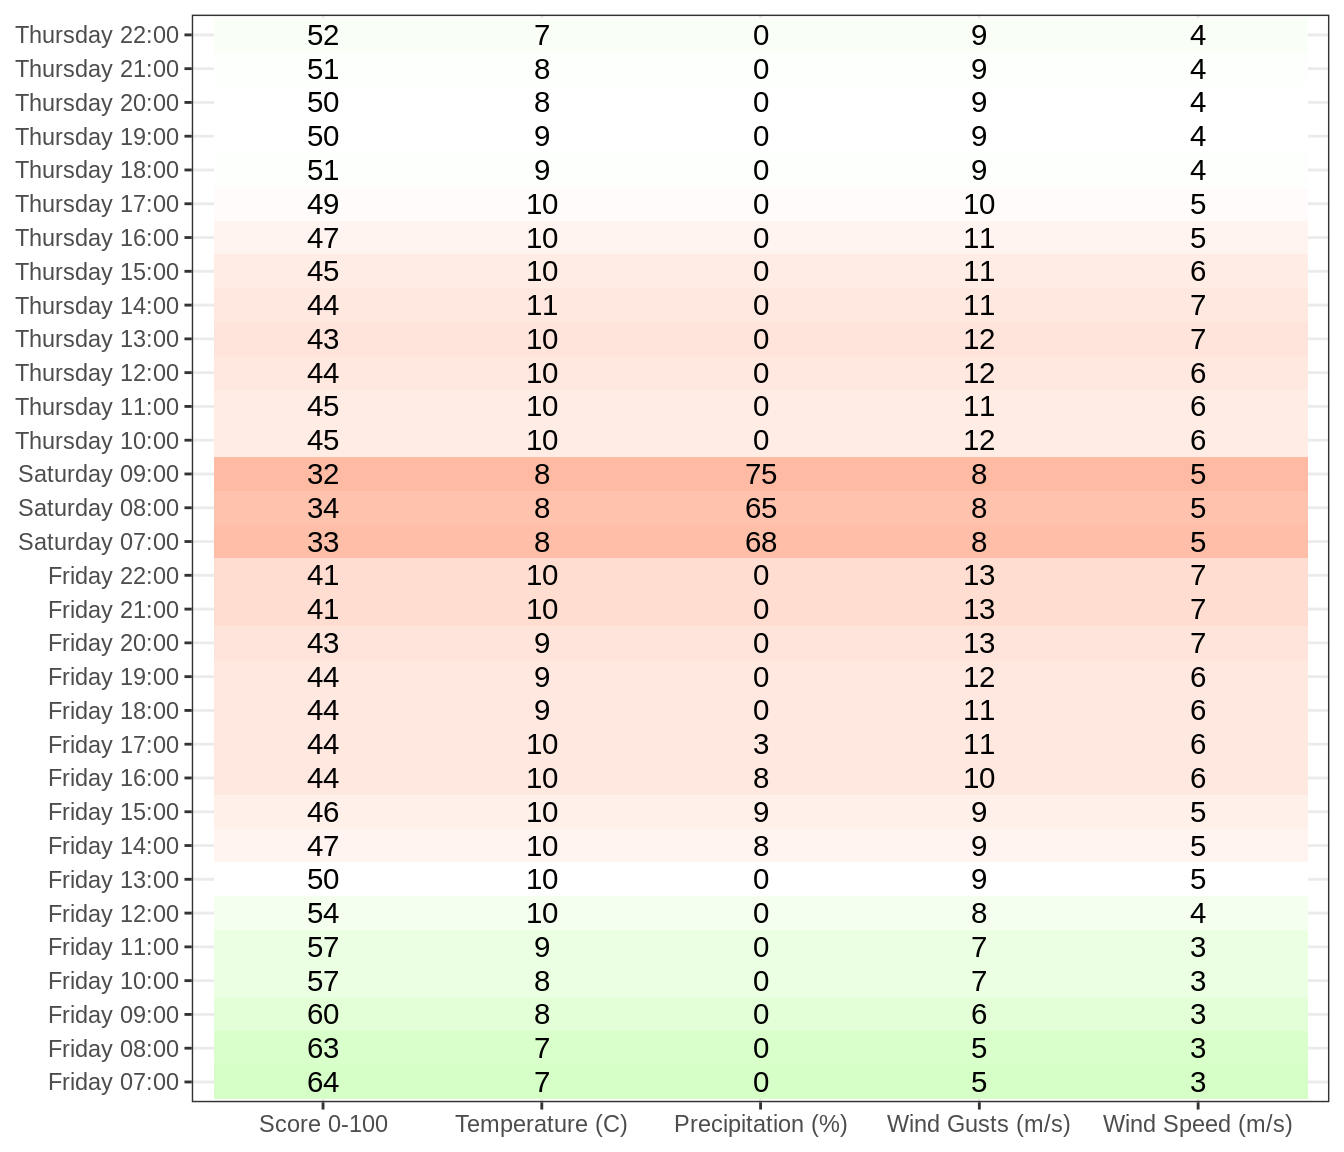 Thursday 22:00 52 7 0 9 4
Thursday 21:00 51 8 0 9 4
Thursday 20:00 50 8 0 9 4
Thursday 19:00 50 9 0 9 4
Thursday 18:00 51 9 0 9 4
Thursday 17:00 49 10 0 10 5
Thursday 16:00 47 10 0 11 5
Thursday 15:00 45 10 0 11 6
Thursday 14:00 44 11 0 11 7
Thursday 13:00 43 10 0 12 7
Thursday 12:00 44 10 0 12 6
Thursday 11:00 45 10 0 11 6
Thursday 10:00 45 10 0 12 6
Saturday 09:00 32 8 75 8 5
Saturday 08:00 34 8 65 8 5
Saturday 07:00 33 8 68 8 5
Friday 22:00 41 10 0 13 7
Friday 21:00 41 10 0 13 7
Friday 20:00 43 9 0 13 7
Friday 19:00 44 9 0 12 6
Friday 18:00 44 9 0 11 6
Friday 17:00 44 10 3 11 6
Friday 16:00 44 10 8 10 6
Friday 15:00 46 10 9 9 5
Friday 14:00 47 10 8 9 5
Friday 13:00 50 10 0 9 5
Friday 12:00 54 10 0 8 4
Friday 11:00 57 9 0 7 3
Friday 10:00 57 8 0 7 3
Friday 09:00 60 8 0 6 3
Friday 08:00 63 7 0 5 3
Friday 07:00 64 7 0 5 3
Score 0-100 Temperature (C) Precipitation (%) Wind Gusts (m/s) Wind Speed (m/s)